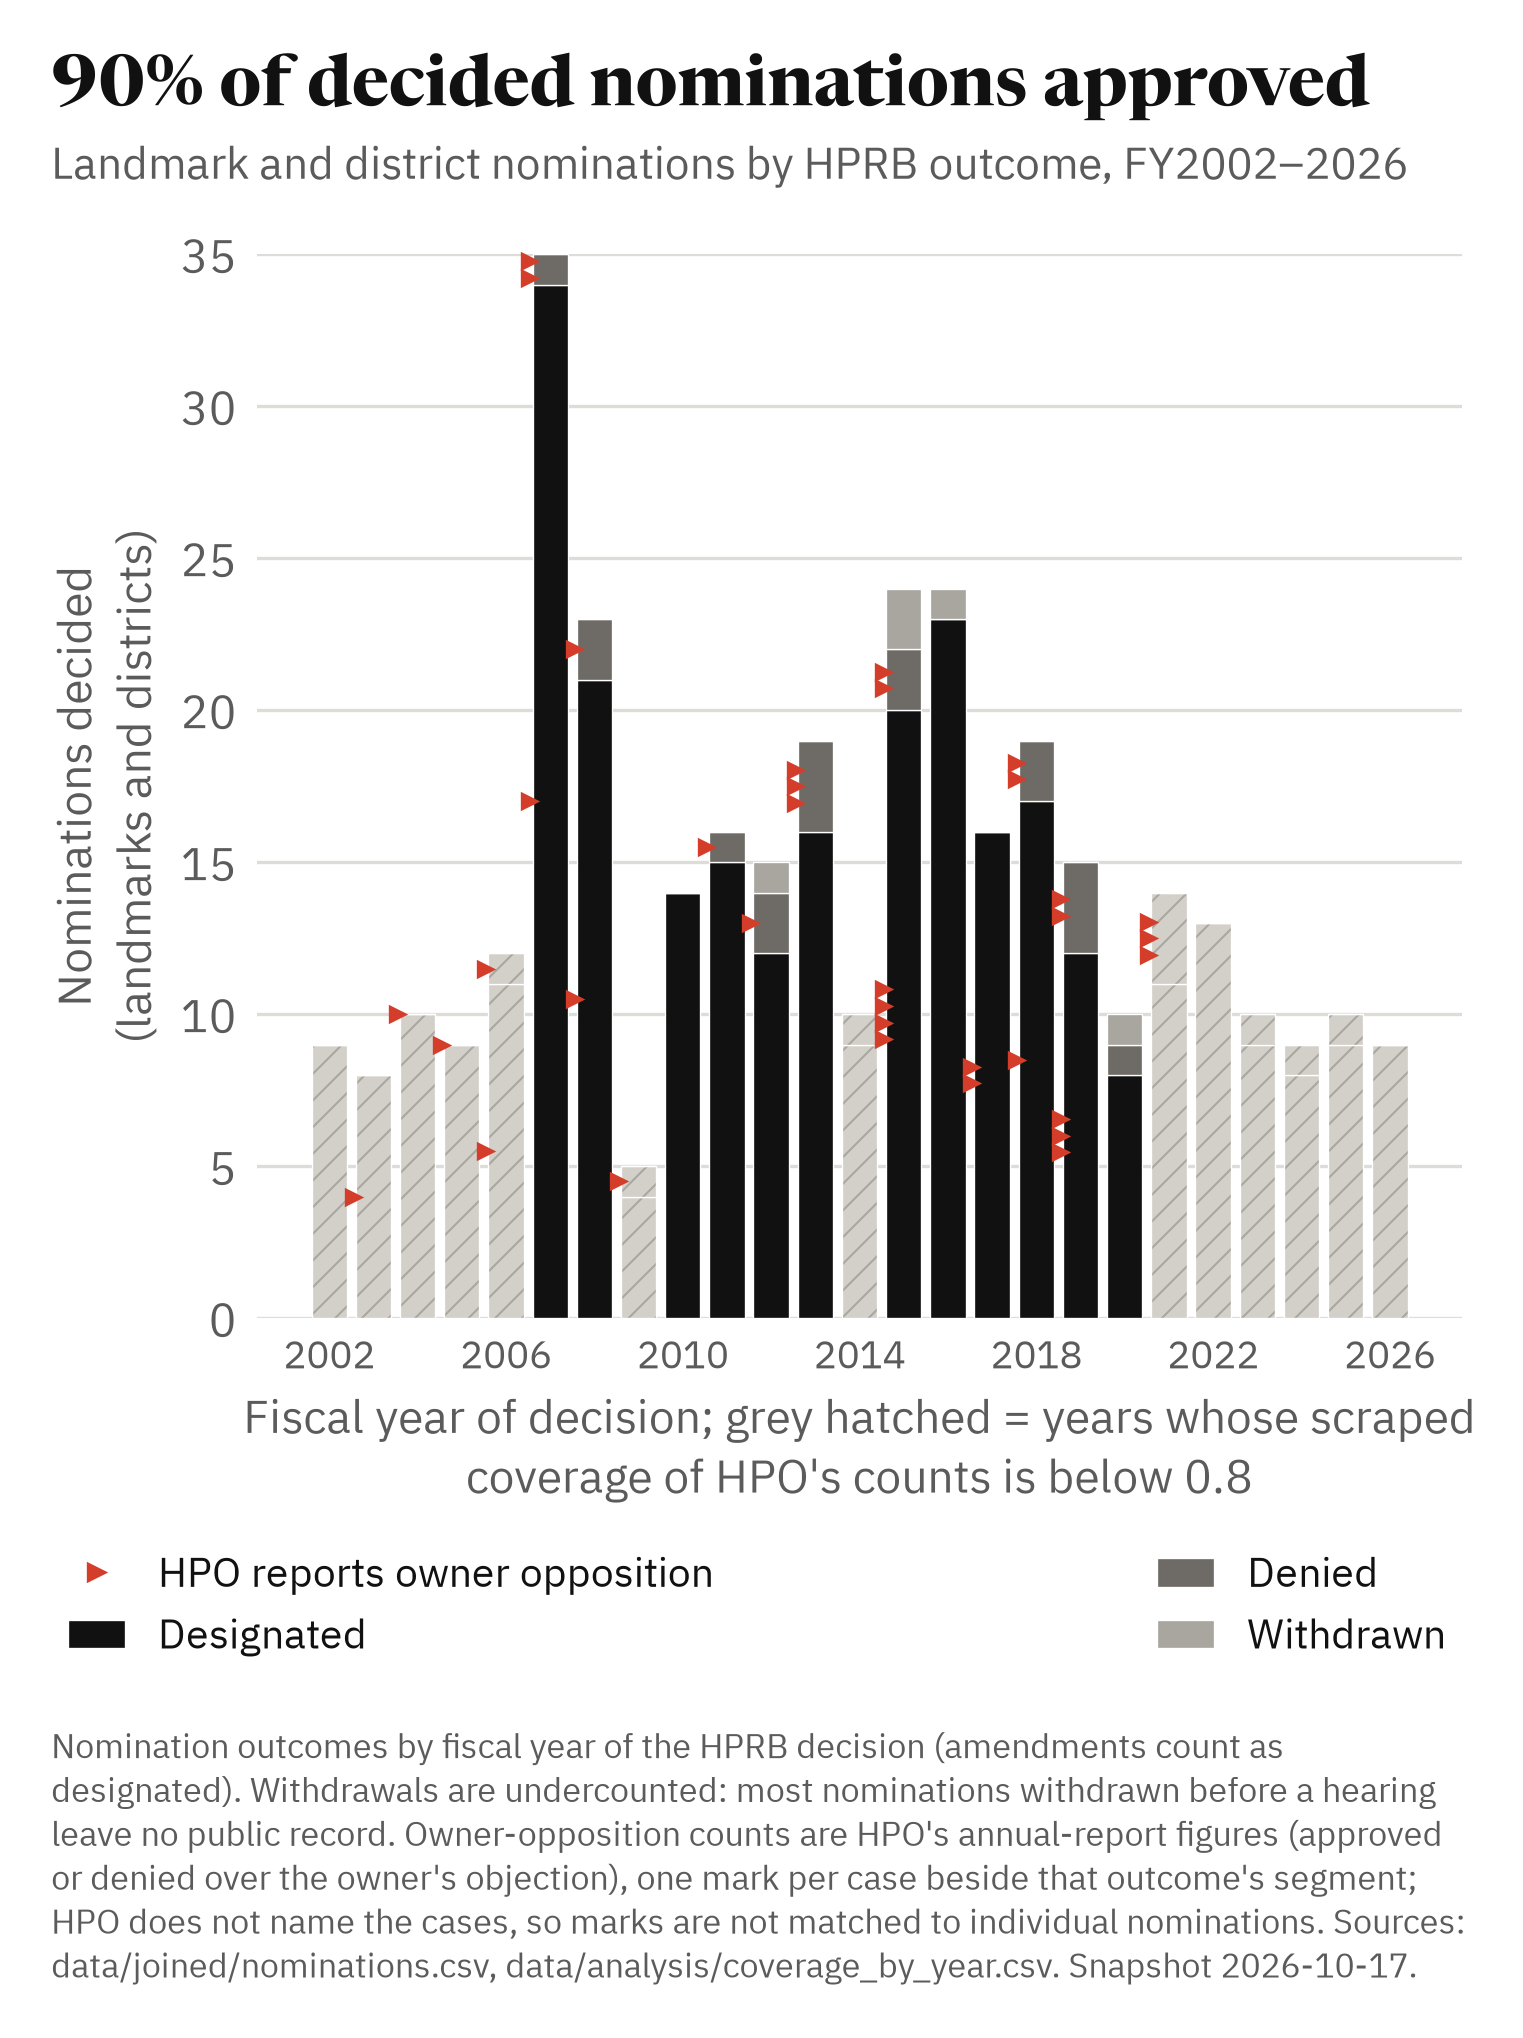 90% of decided nominations approved
Landmark and district nominations by HPRB outcome, FY2002–2026
Nominations decided
(landmarks and districts)
35
30
25
20
15
10
5
0
2002 2006 2010 2014 2018 2022 2026
Fiscal year of decision; grey hatched = years whose scraped
coverage of HPO's counts is below 0.8
HPO reports owner opposition
Designated
Denied
Withdrawn
Nomination outcomes by fiscal year of the HPRB decision (amendments count as
designated). Withdrawals are undercounted: most nominations withdrawn before a hearing
leave no public record. Owner-opposition counts are HPO's annual-report figures (approved
or denied over the owner's objection), one mark per case beside that outcome's segment;
HPO does not name the cases, so marks are not matched to individual nominations. Sources:
data/joined/nominations.csv, data/analysis/coverage_by_year.csv. Snapshot 2026-10-17.